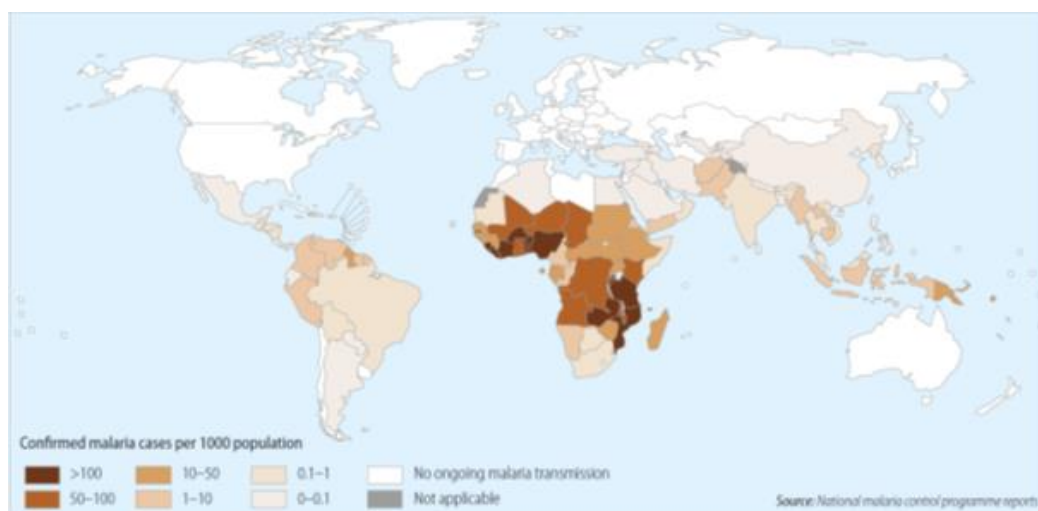 Confirmed malaria cases per 1000 population
>100 10–50 0.1–1 No ongoing malaria transmission
50–100 1–10 0–0.1 Not applicable
Source: National malaria control programme reports